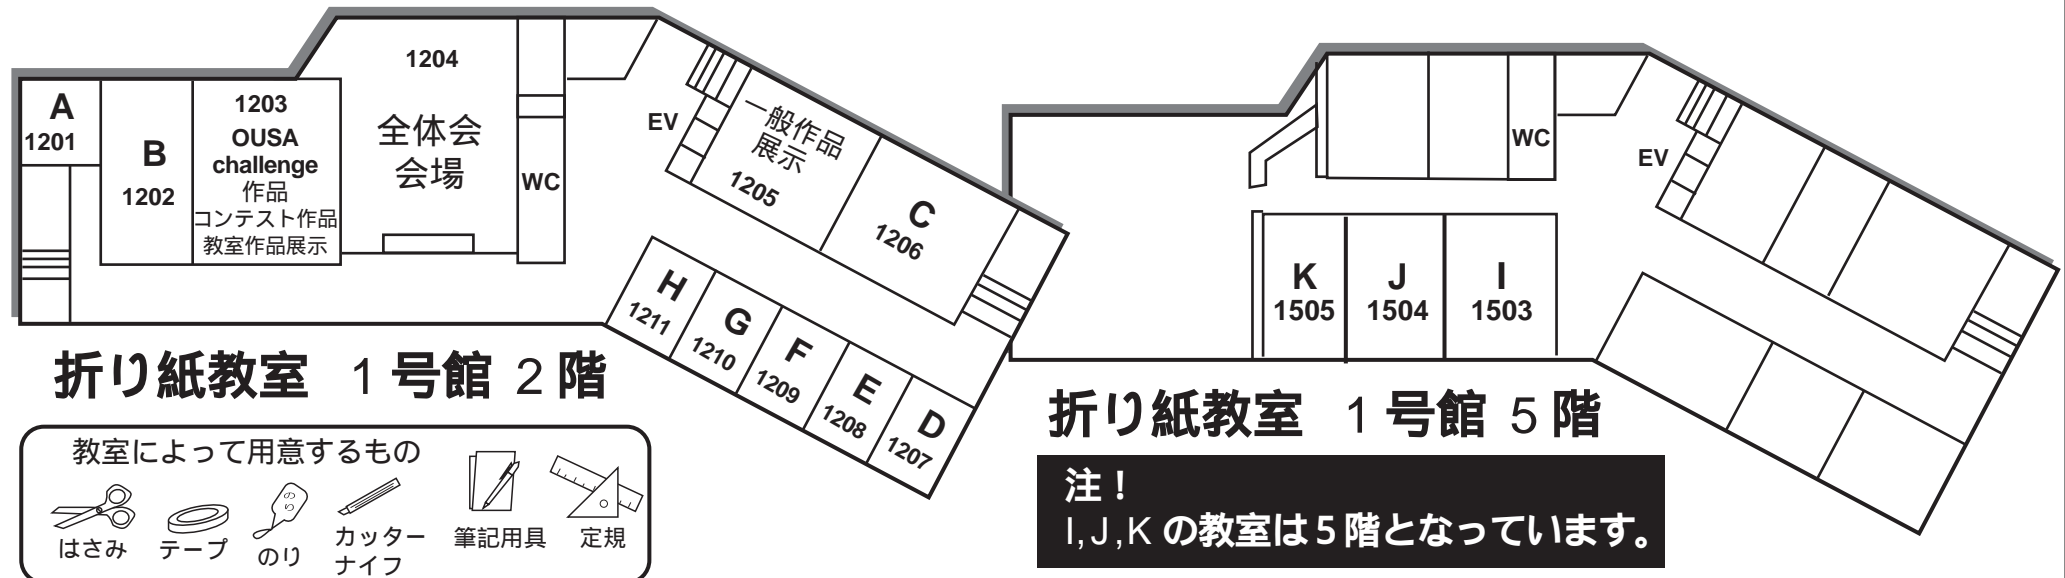 A
1201
B
1202
1203
OUSA
challenge
作品
コンテスト作品
教室作品展示
1204
全体会
会場
WC
EV
一般作品
展示
1205
C
1206
H
1211
G
1210
F
1209
E
1208
D
1207
折り紙教室 1号館 2階
教室によって用意するもの
はさみ
テープ
のり
のり
カッター
ナイフ
筆記用具
定規
WC
EV
K
1505
J
1504
I
1503
折り紙教室 1号館 5階
注！
I,J,K の教室は5階となっています。